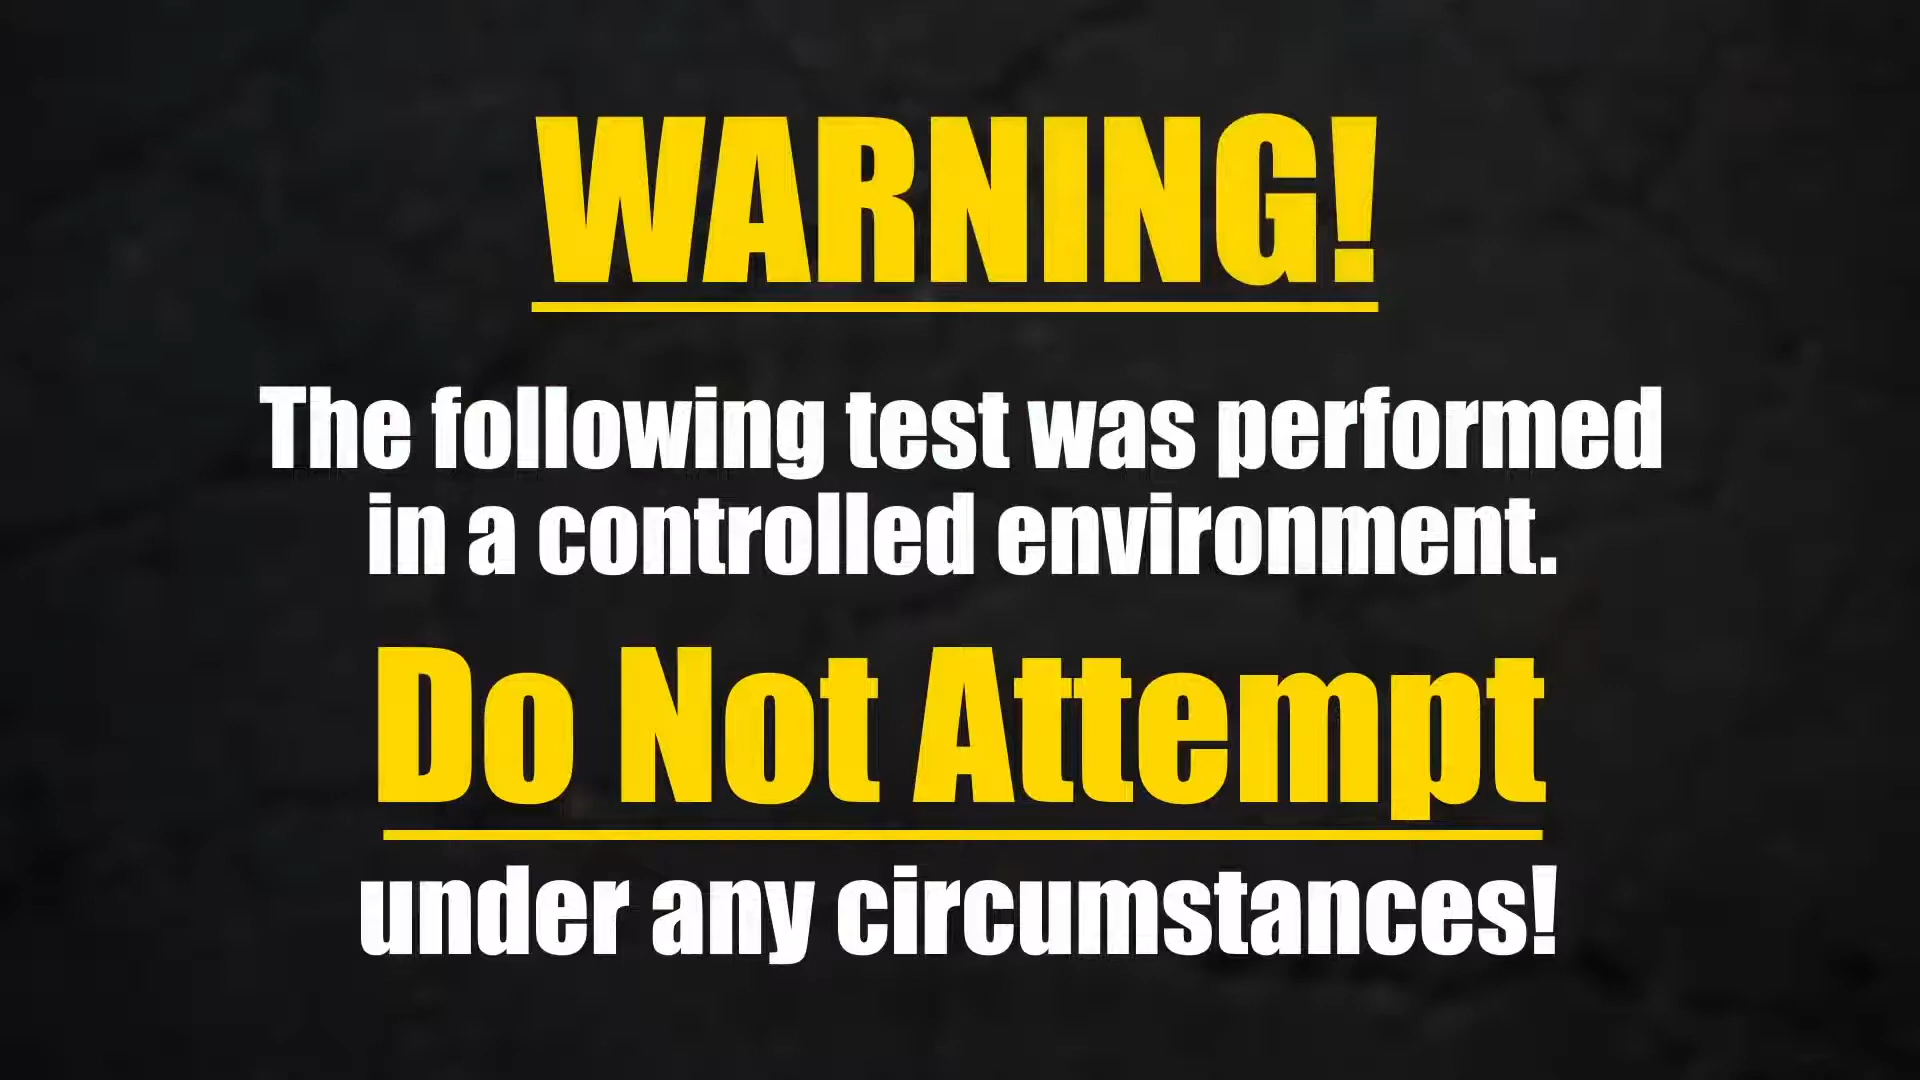 WARNING!
The following test was performed
in a controlled environment.
Do Not Attempt
under any circumstances!